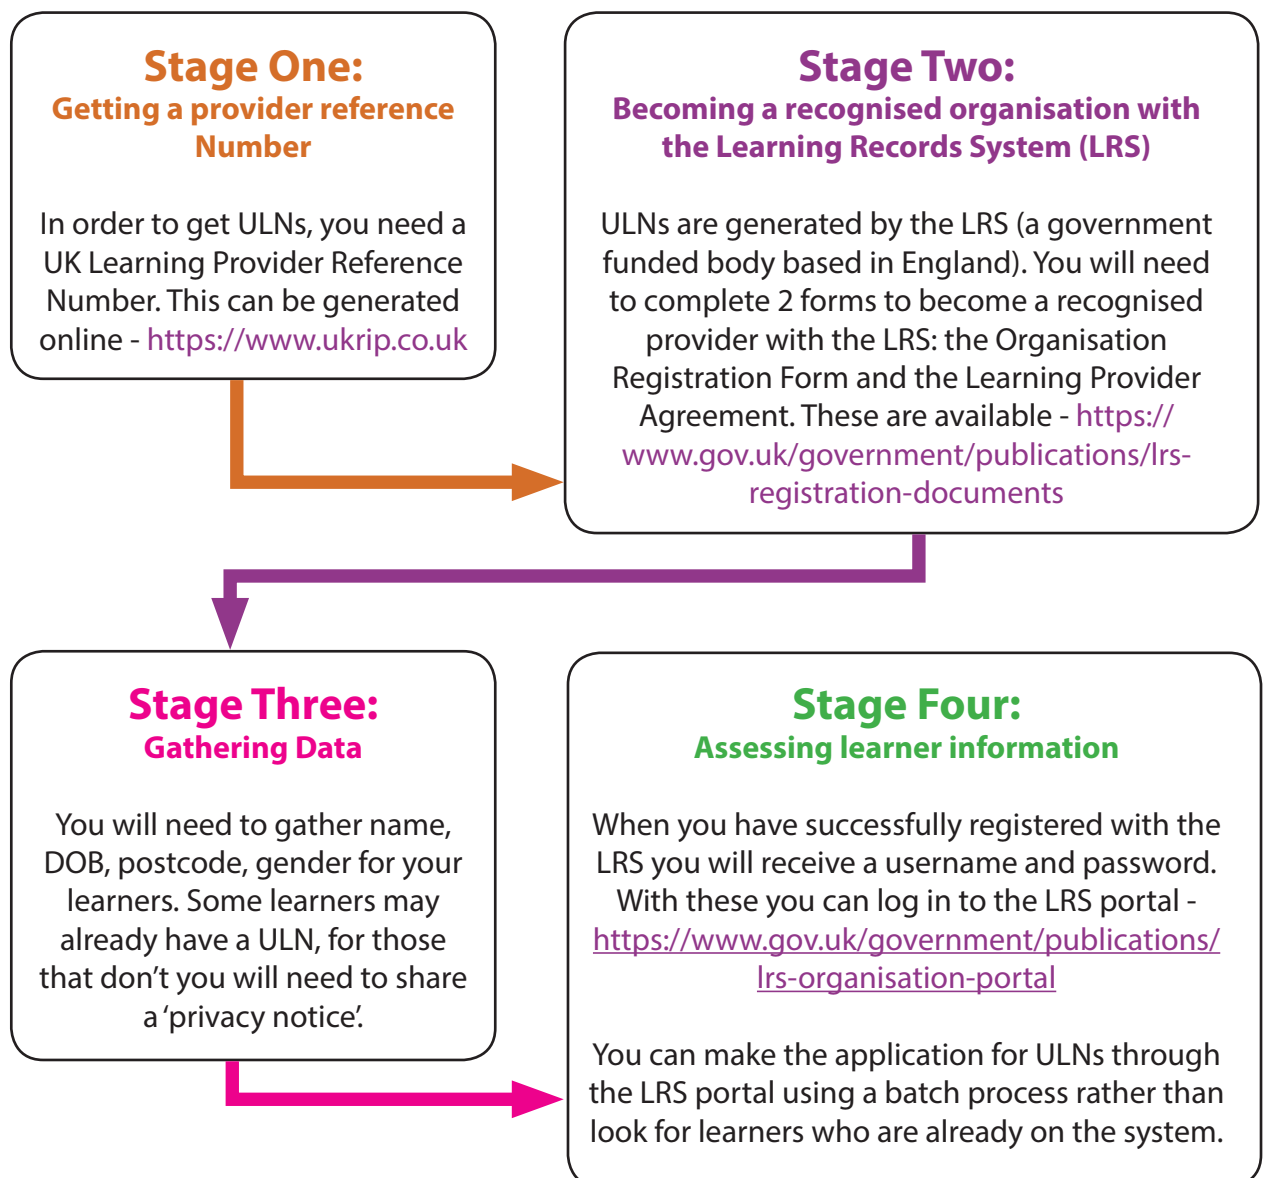 Stage One:
Getting a provider reference
Number
In order to get ULNs, you need a
UK Learning Provider Reference
Number. This can be generated
online - https://www.ukrip.co.uk
Stage Two:
Becoming a recognised organisation with
the Learning Records System (LRS)
ULNs are generated by the LRS (a government
funded body based in England). You will need
to complete 2 forms to become a recognised
provider with the LRS: the Organisation
Registration Form and the Learning Provider
Agreement. These are available - https://
www.gov.uk/government/publications/lrs-
registration-documents
Stage Three:
Gathering Data
You will need to gather name,
DOB, postcode, gender for your
learners. Some learners may
already have a ULN, for those
that don’t you will need to share
a ‘privacy notice’.
Stage Four:
Assessing learner information
When you have successfully registered with the
LRS you will receive a username and password.
With these you can log in to the LRS portal -
https://www.gov.uk/government/publications/
lrs-organisation-portal
You can make the application for ULNs through
the LRS portal using a batch process rather than
look for learners who are already on the system.